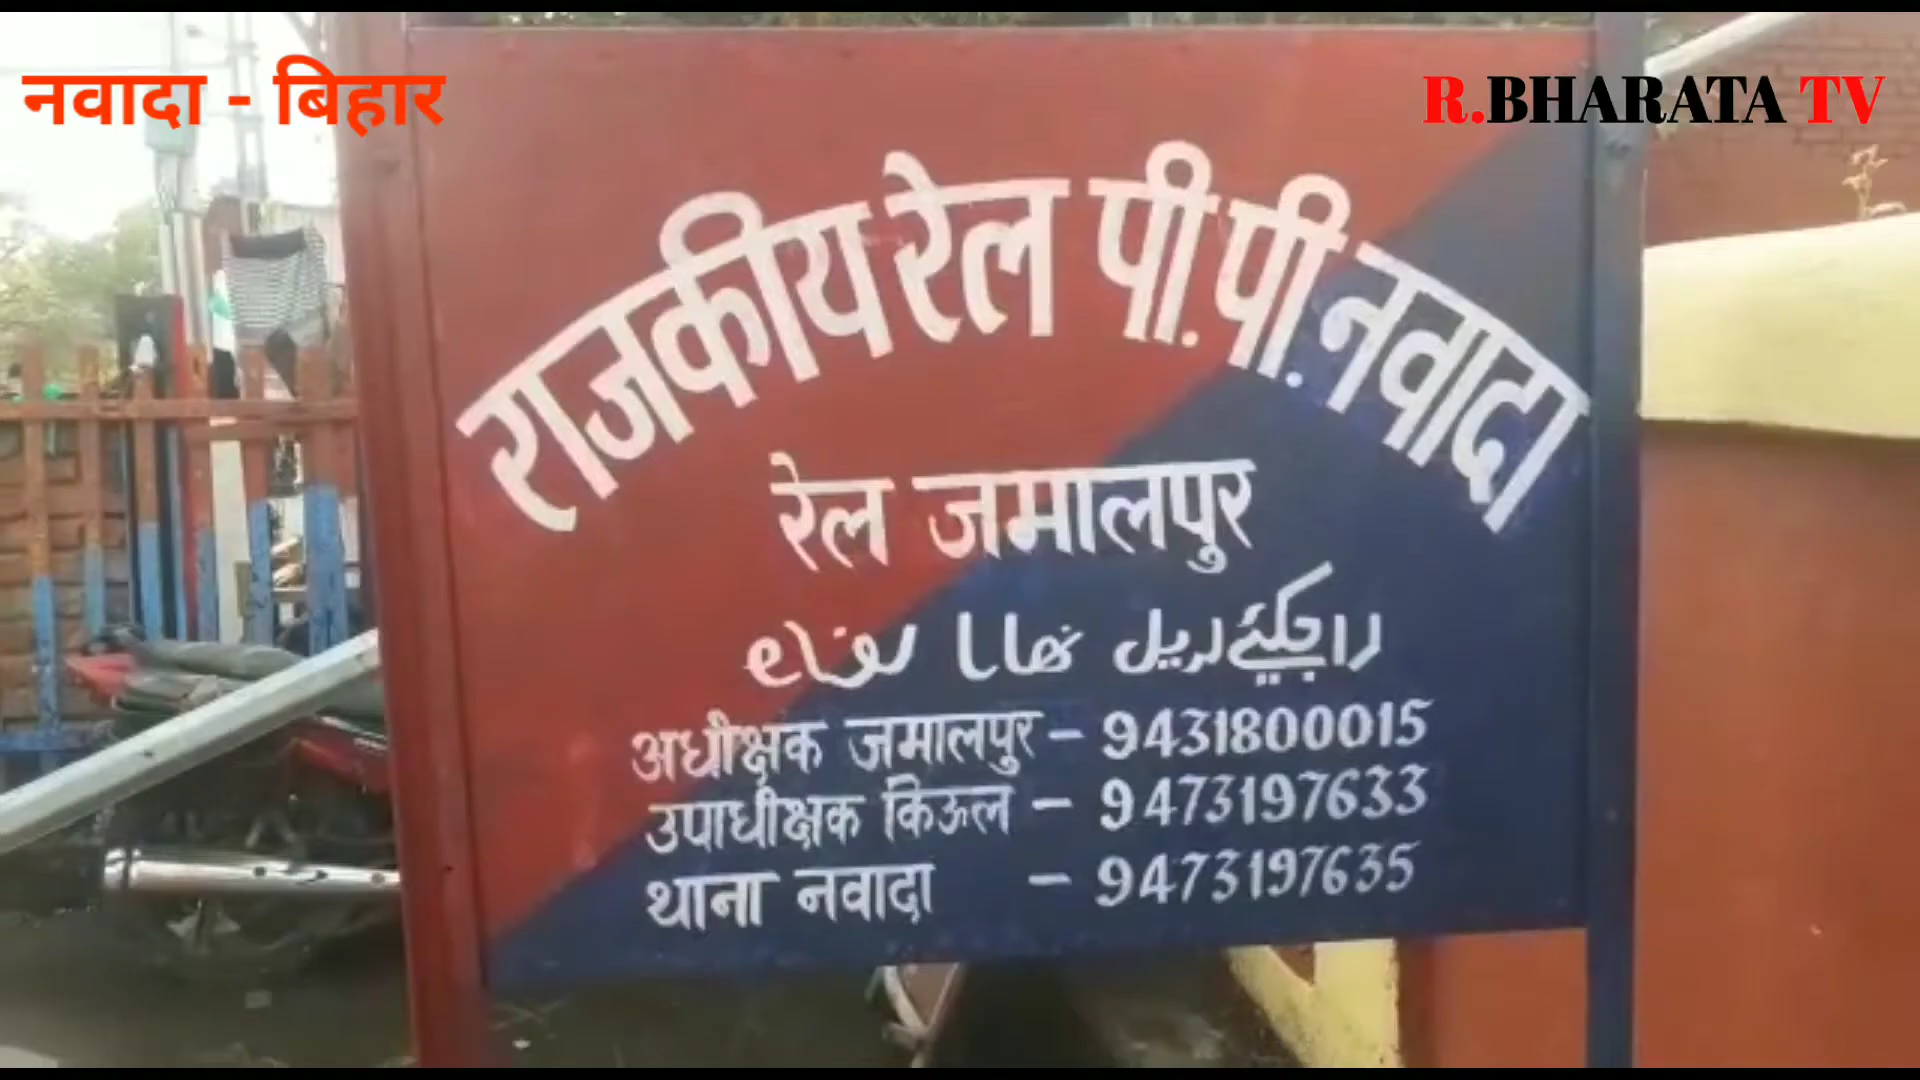 नवादा - बिहार
R.BHARATA TV
राजकीय रेल पी.पी. नवादा
रेल जमालपुर
अधीक्षक जमालपुर - 9431800015
उपाधीक्षक किऊल - 9473197633
थाना नवादा - 9473197635